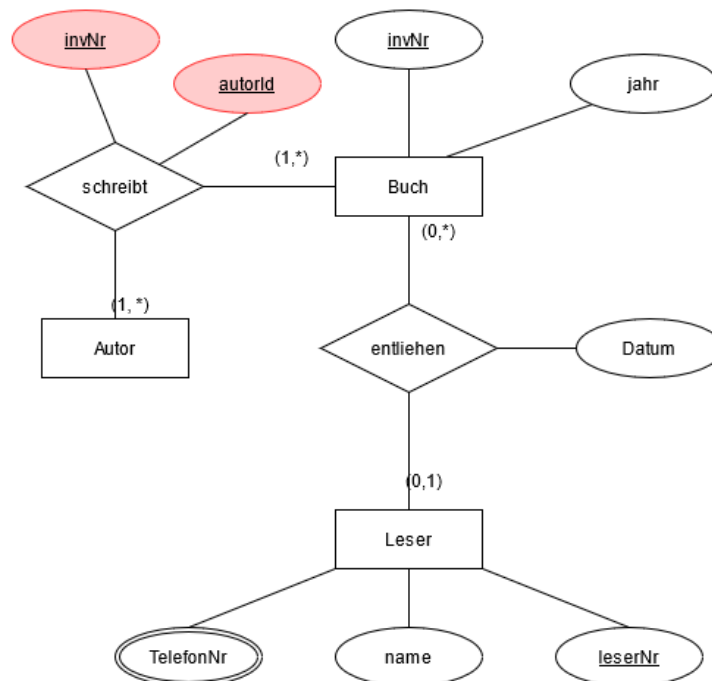 invNr
invNr
autorId
jahr
(1,*)
schreibt
Buch
(0,*)
(1, *)
Autor
entliehen
Datum
(0,1)
Leser
TelefonNr
name
leserNr